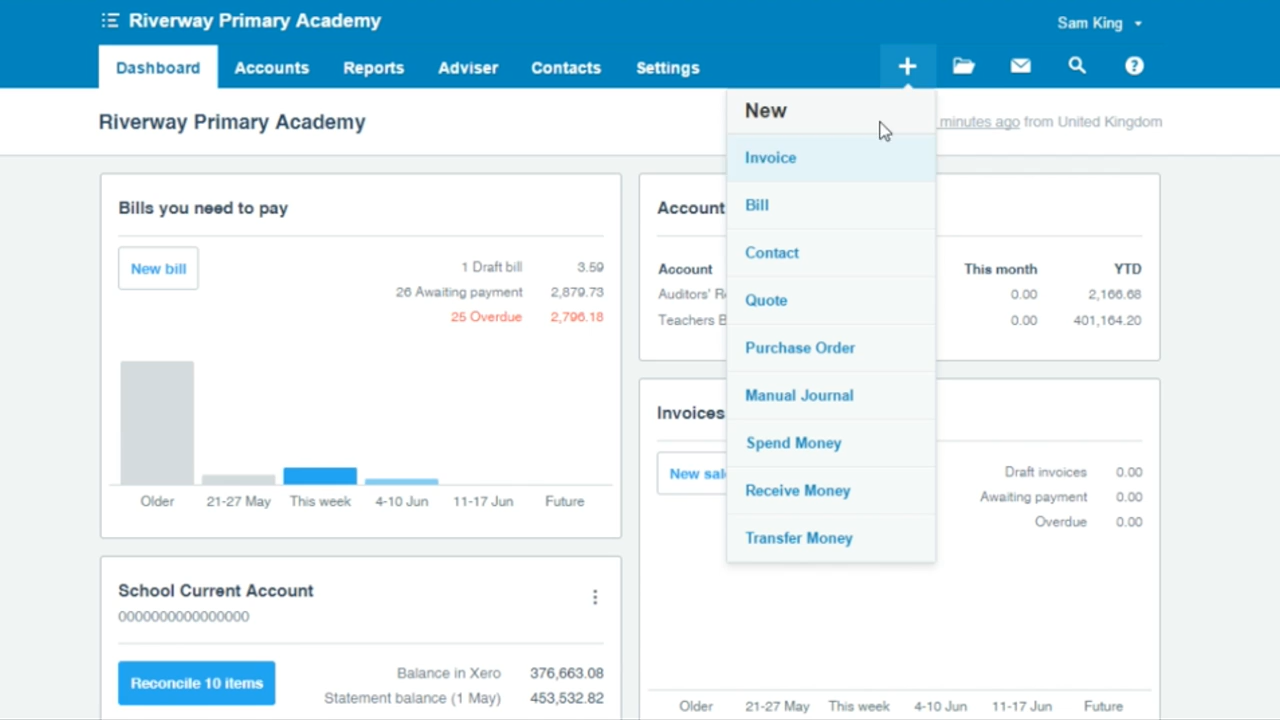 Riverway Primary Academy
Sam King
Dashboard Accounts Reports Adviser Contacts Settings
Riverway Primary Academy
minutes ago from United Kingdom
New
Invoice
Bill
Contact
Quote
Purchase Order
Manual Journal
Spend Money
Receive Money
Transfer Money
Bills you need to pay
New bill
1 Draft bill 3.59
26 Awaiting payment 2,879.73
25 Overdue 2,796.18
Older 21-27 May This week 4-10 Jun 11-17 Jun Future
School Current Account
0000000000000000
Reconcile 10 items
Balance in Xero 376,663.08
Statement balance (1 May) 453,532.82
Account
Account This month YTD
Auditors' 0.00 2,166.68
Teachers 0.00 401,164.20
Invoices
New
Draft invoices 0.00
Awaiting payment 0.00
Overdue 0.00
Older 21-27 May This week 4-10 Jun 11-17 Jun Future